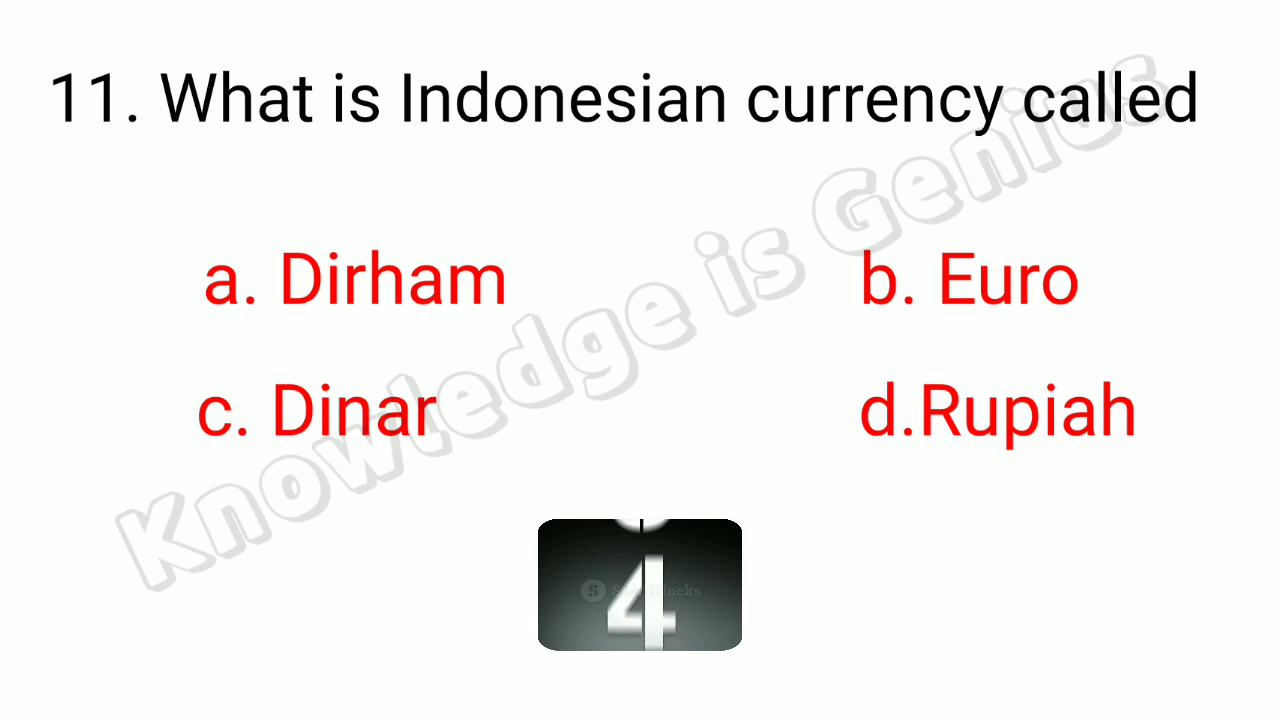 11. What is Indonesian currency called
a. Dirham
b. Euro
c. Dinar
d.Rupiah
Knowledge is Genius
4